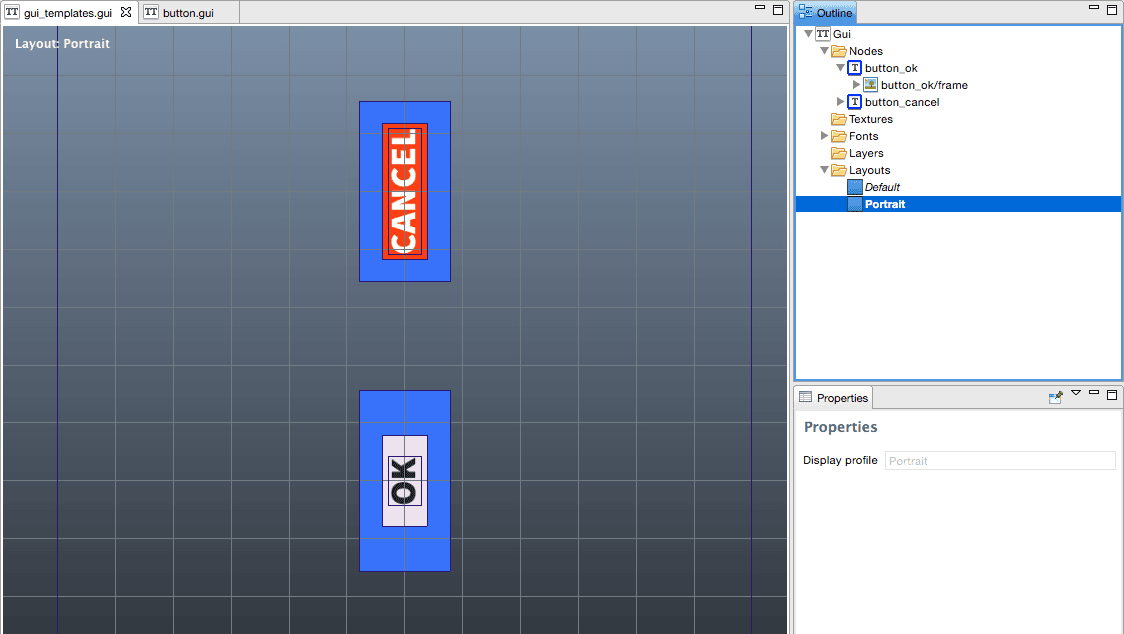 gui_templates.gui
button.gui
Layout: Portrait
CANCEL
OK
Outline
Gui
Nodes
button_ok
button_ok/frame
button_cancel
Textures
Fonts
Layers
Layouts
Default
Portrait
Properties
Properties
Display profile Portrait